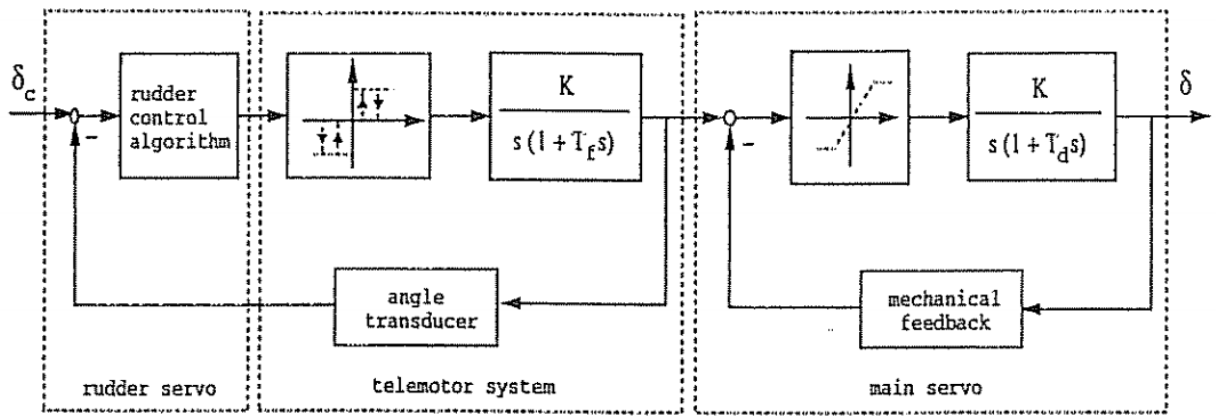 δc
rudder
control
algorithm
K
s(1 + Tfs)
K
s(1 + Tds)
δ
-
-
angle
transducer
mechanical
feedback
rudder servo
telemotor system
main servo